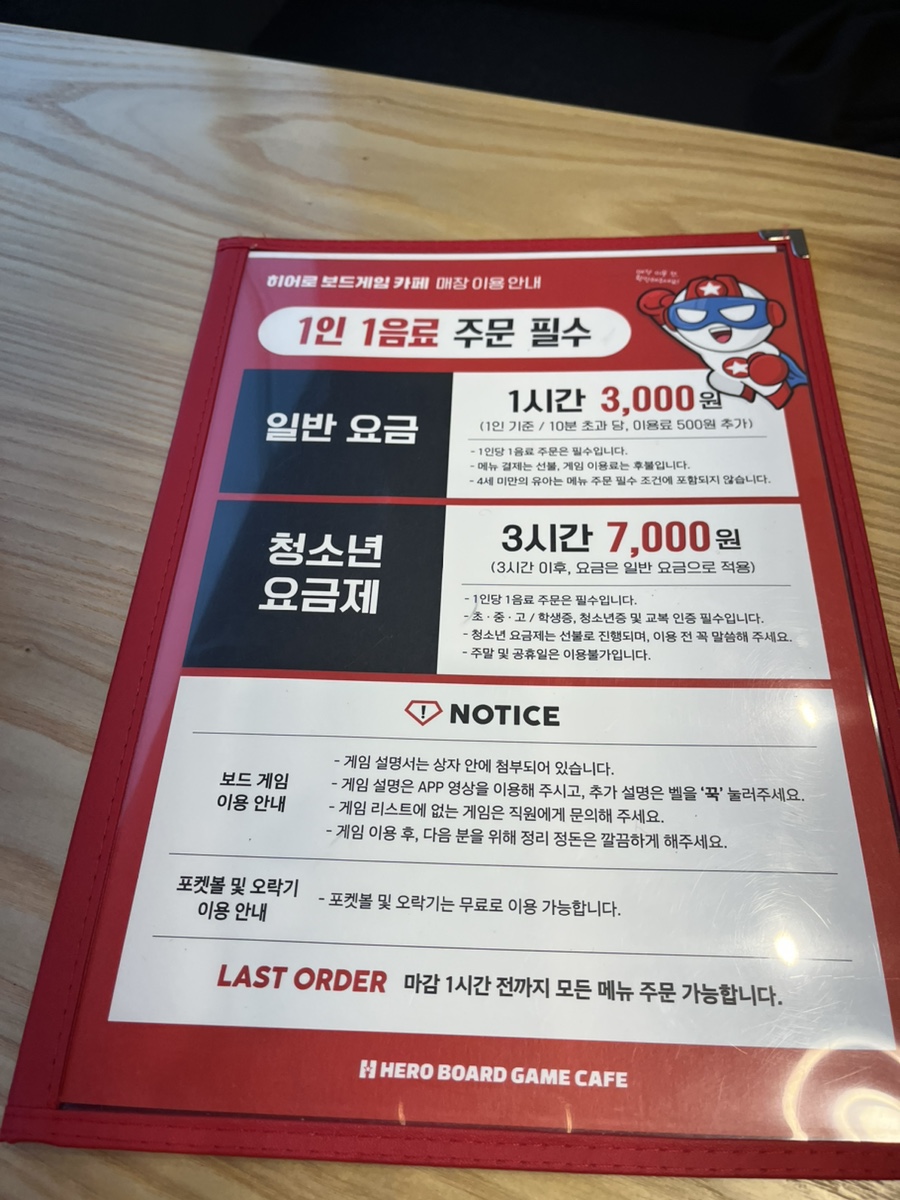 히어로 보드게임 카페 매장 이용 안내
매장 이용 전
확인해주세요!
1인 1음료 주문 필수
일반 요금
1시간 3,000원
(1인 기준 / 10분 초과 당, 이용료 500원 추가)
- 1인당 1음료 주문은 필수입니다.
- 메뉴 결제는 선불, 게임 이용료는 후불입니다.
- 4세 미만의 유아는 메뉴 주문 필수 조건에 포함되지 않습니다.
청소년
요금제
3시간 7,000원
(3시간 이후, 요금은 일반 요금으로 적용)
- 1인당 1음료 주문은 필수입니다.
- 초 · 중 · 고 / 학생증, 청소년증 및 교복 인증 필수입니다.
- 청소년 요금제는 선불로 진행되며, 이용 전 꼭 말씀해 주세요.
- 주말 및 공휴일은 이용불가입니다.
! NOTICE
보드 게임
이용 안내
- 게임 설명서는 상자 안에 첨부되어 있습니다.
- 게임 설명은 APP 영상을 이용해 주시고, 추가 설명은 벨을 '꾹' 눌러주세요.
- 게임 리스트에 없는 게임은 직원에게 문의해 주세요.
- 게임 이용 후, 다음 분을 위해 정리 정돈은 깔끔하게 해주세요.
포켓볼 및 오락기
이용 안내
- 포켓볼 및 오락기는 무료로 이용 가능합니다.
LAST ORDER 마감 1시간 전까지 모든 메뉴 주문 가능합니다.
HERO BOARD GAME CAFE